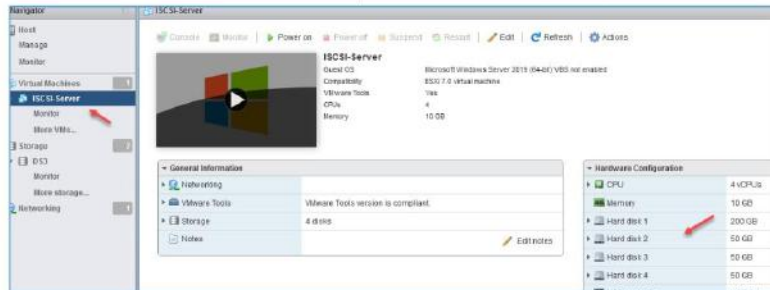 Navigator
ISCSI-Server
Host
Manage
Monitor
Virtual Machines
ISCSI-Server
Monitor
More VMs...
Storage
DS3
Monitor
More storage...
Networking
Console Monitor Power on Power off Suspend Restart Edit Refresh Actions
ISCSI-Server
Guest OS Microsoft Windows Server 2019 (64-bit) VBS not enabled
Compatibility ESXi 7.0 virtual machine
VMware Tools Yes
CPUs 4
Memory 10 GB
General Information
Networking
VMware Tools VMware Tools version is compliant.
Storage 4 disks
Notes Edit notes
Hardware Configuration
CPU 4 vCPUs
Memory 10 GB
Hard disk 1 200 GB
Hard disk 2 50 GB
Hard disk 3 50 GB
Hard disk 4 50 GB